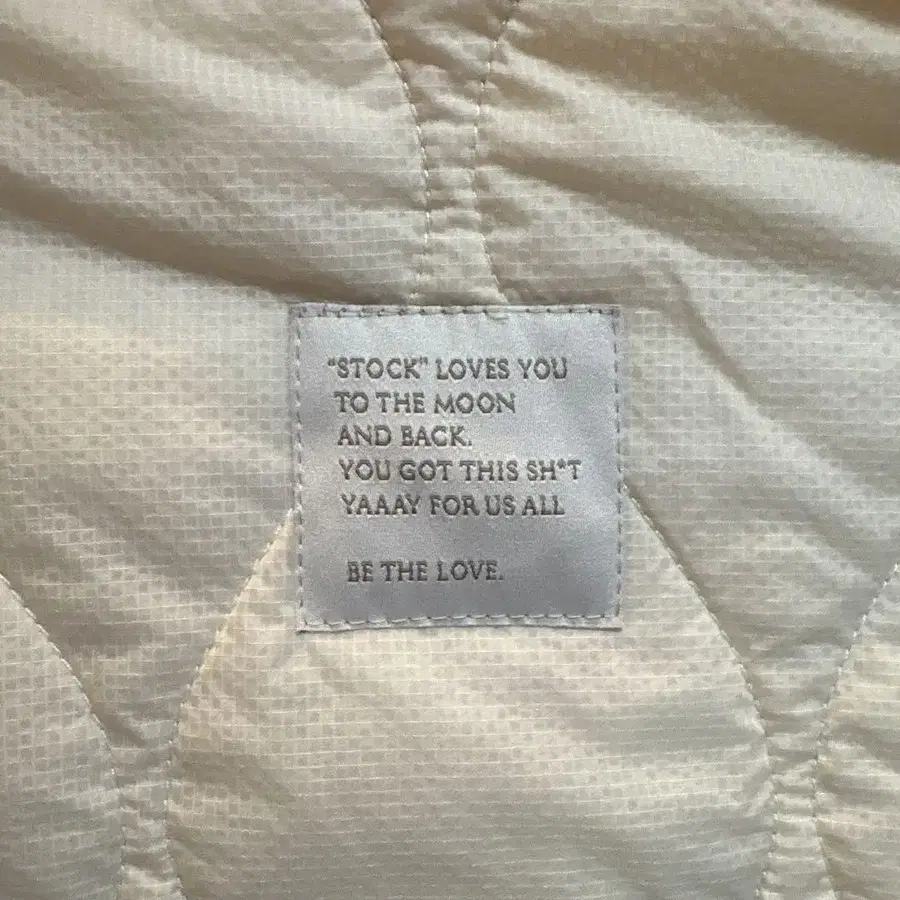 "STOCK" LOVES YOU
TO THE MOON
AND BACK.
YOU GOT THIS SH*T
YAAAY FOR US ALL
BE THE LOVE.